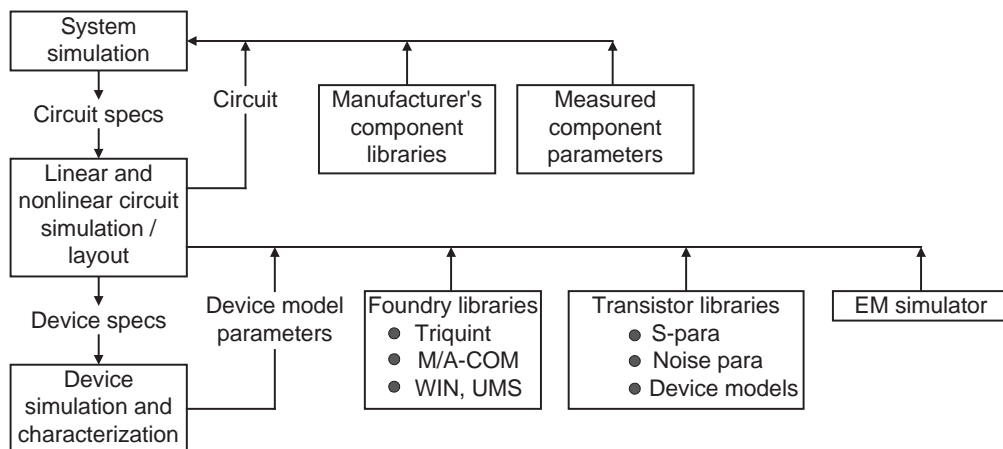 System
simulation
Circuit specs
Circuit
Manufacturer's
component
libraries
Measured
component
parameters
Linear and
nonlinear circuit
simulation /
layout
Device specs
Device model
parameters
Foundry libraries
Triquint
M/A-COM
WIN, UMS
Transistor libraries
S-para
Noise para
Device models
EM simulator
Device
simulation and
characterization